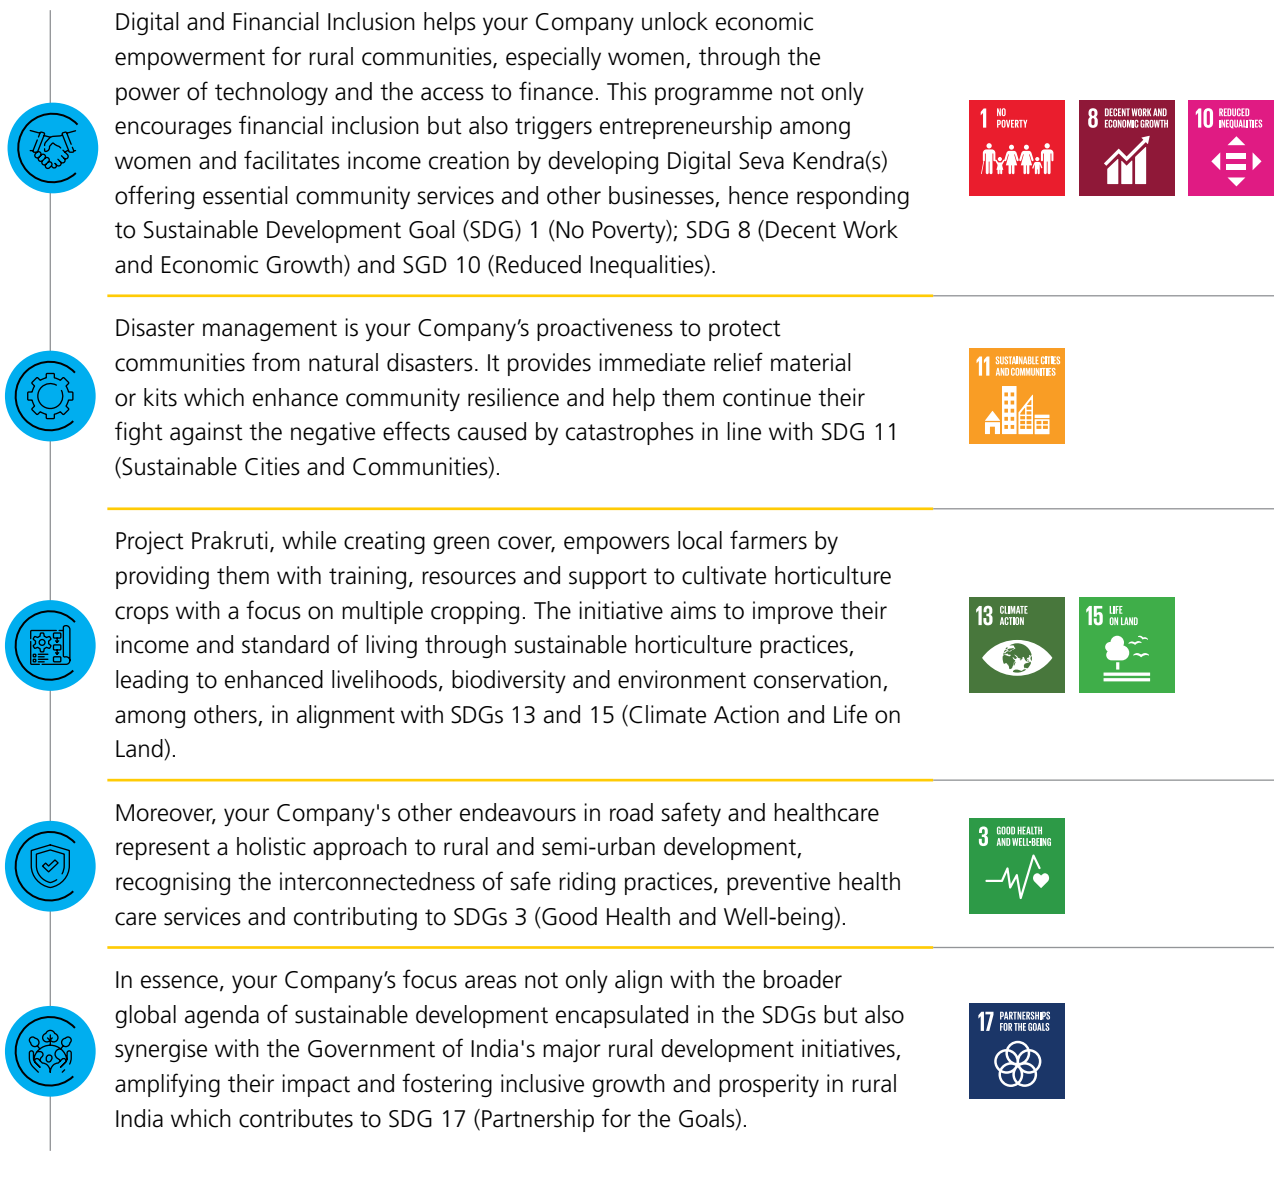 Digital and Financial Inclusion helps your Company unlock economic
empowerment for rural communities, especially women, through the
power of technology and the access to finance. This programme not only
encourages financial inclusion but also triggers entrepreneurship among
women and facilitates income creation by developing Digital Seva Kendra(s)
offering essential community services and other businesses, hence responding
to Sustainable Development Goal (SDG) 1 (No Poverty); SDG 8 (Decent Work
and Economic Growth) and SGD 10 (Reduced Inequalities).
1 NO
POVERTY
8 DECENT WORK AND
ECONOMIC GROWTH
10 REDUCED
INEQUALITIES
Disaster management is your Company’s proactiveness to protect
communities from natural disasters. It provides immediate relief material
or kits which enhance community resilience and help them continue their
fight against the negative effects caused by catastrophes in line with SDG 11
(Sustainable Cities and Communities).
11 SUSTAINABLE CITIES
AND COMMUNITIES
Project Prakruti, while creating green cover, empowers local farmers by
providing them with training, resources and support to cultivate horticulture
crops with a focus on multiple cropping. The initiative aims to improve their
income and standard of living through sustainable horticulture practices,
leading to enhanced livelihoods, biodiversity and environment conservation,
among others, in alignment with SDGs 13 and 15 (Climate Action and Life on
Land).
13 CLIMATE
ACTION
15 LIFE
ON LAND
Moreover, your Company's other endeavours in road safety and healthcare
represent a holistic approach to rural and semi-urban development,
recognising the interconnectedness of safe riding practices, preventive health
care services and contributing to SDGs 3 (Good Health and Well-being).
3 GOOD HEALTH
AND WELL-BEING
In essence, your Company’s focus areas not only align with the broader
global agenda of sustainable development encapsulated in the SDGs but also
synergise with the Government of India's major rural development initiatives,
amplifying their impact and fostering inclusive growth and prosperity in rural
India which contributes to SDG 17 (Partnership for the Goals).
17 PARTNERSHIPS
FOR THE GOALS